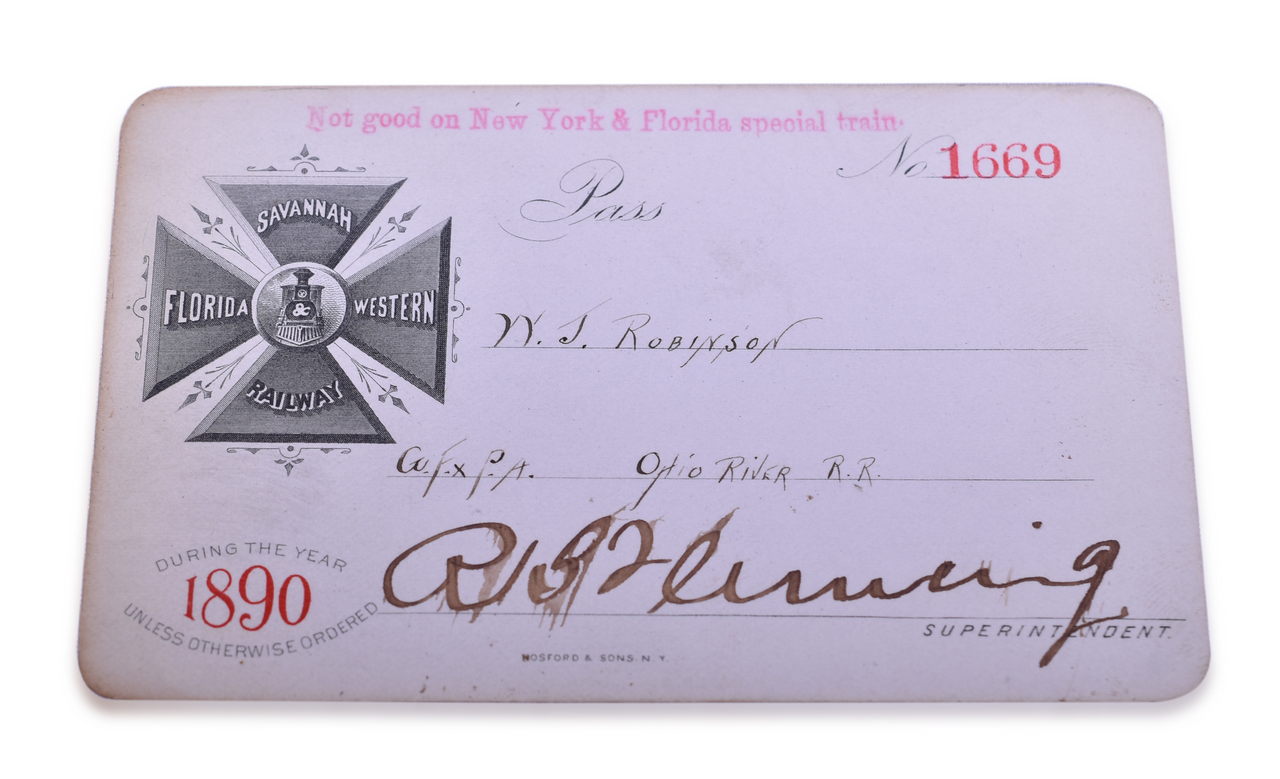 Not good on New York & Florida special train.
No 1669
Pass
SAVANNAH
FLORIDA & WESTERN
RAILWAY
W. J. ROBINSON
OHIO RIVER R.R.
DURING THE YEAR
1890
UNLESS OTHERWISE ORDERED
R S Fleming
SUPERINTENDENT.
HOSFORD & SONS. N.Y.